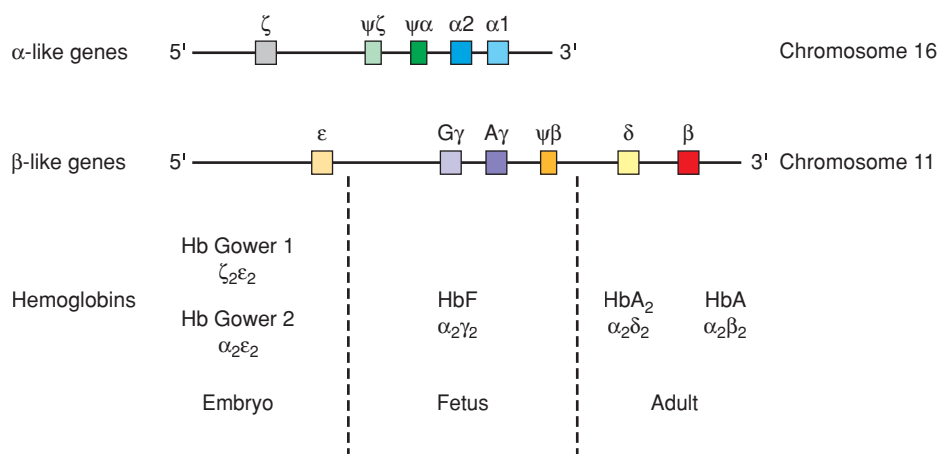 ζ ψζ ψα α2 α1
α-like genes 5' 3' Chromosome 16
ε Gγ Aγ ψβ δ β
β-like genes 5' 3' Chromosome 11
Hb Gower 1
ζ₂ε₂
Hemoglobins HbF HbA₂ HbA
Hb Gower 2 α₂γ₂ α₂δ₂ α₂β₂
α₂ε₂
Embryo Fetus Adult